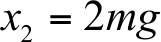 x₂ = 2mg